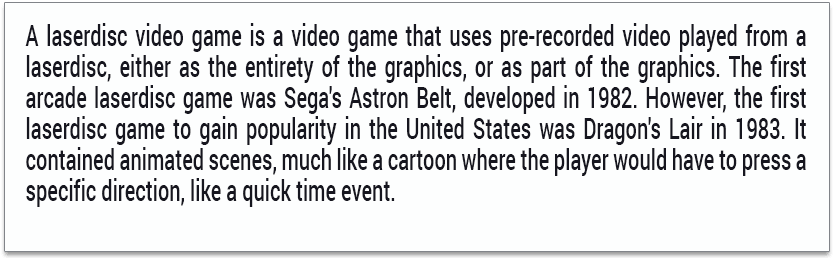 A laserdisc video game is a video game that uses pre-recorded video played from a
laserdisc, either as the entirety of the graphics, or as part of the graphics. The first
arcade laserdisc game was Sega's Astron Belt, developed in 1982. However, the first
laserdisc game to gain popularity in the United States was Dragon's Lair in 1983. It
contained animated scenes, much like a cartoon where the player would have to press a
specific direction, like a quick time event.